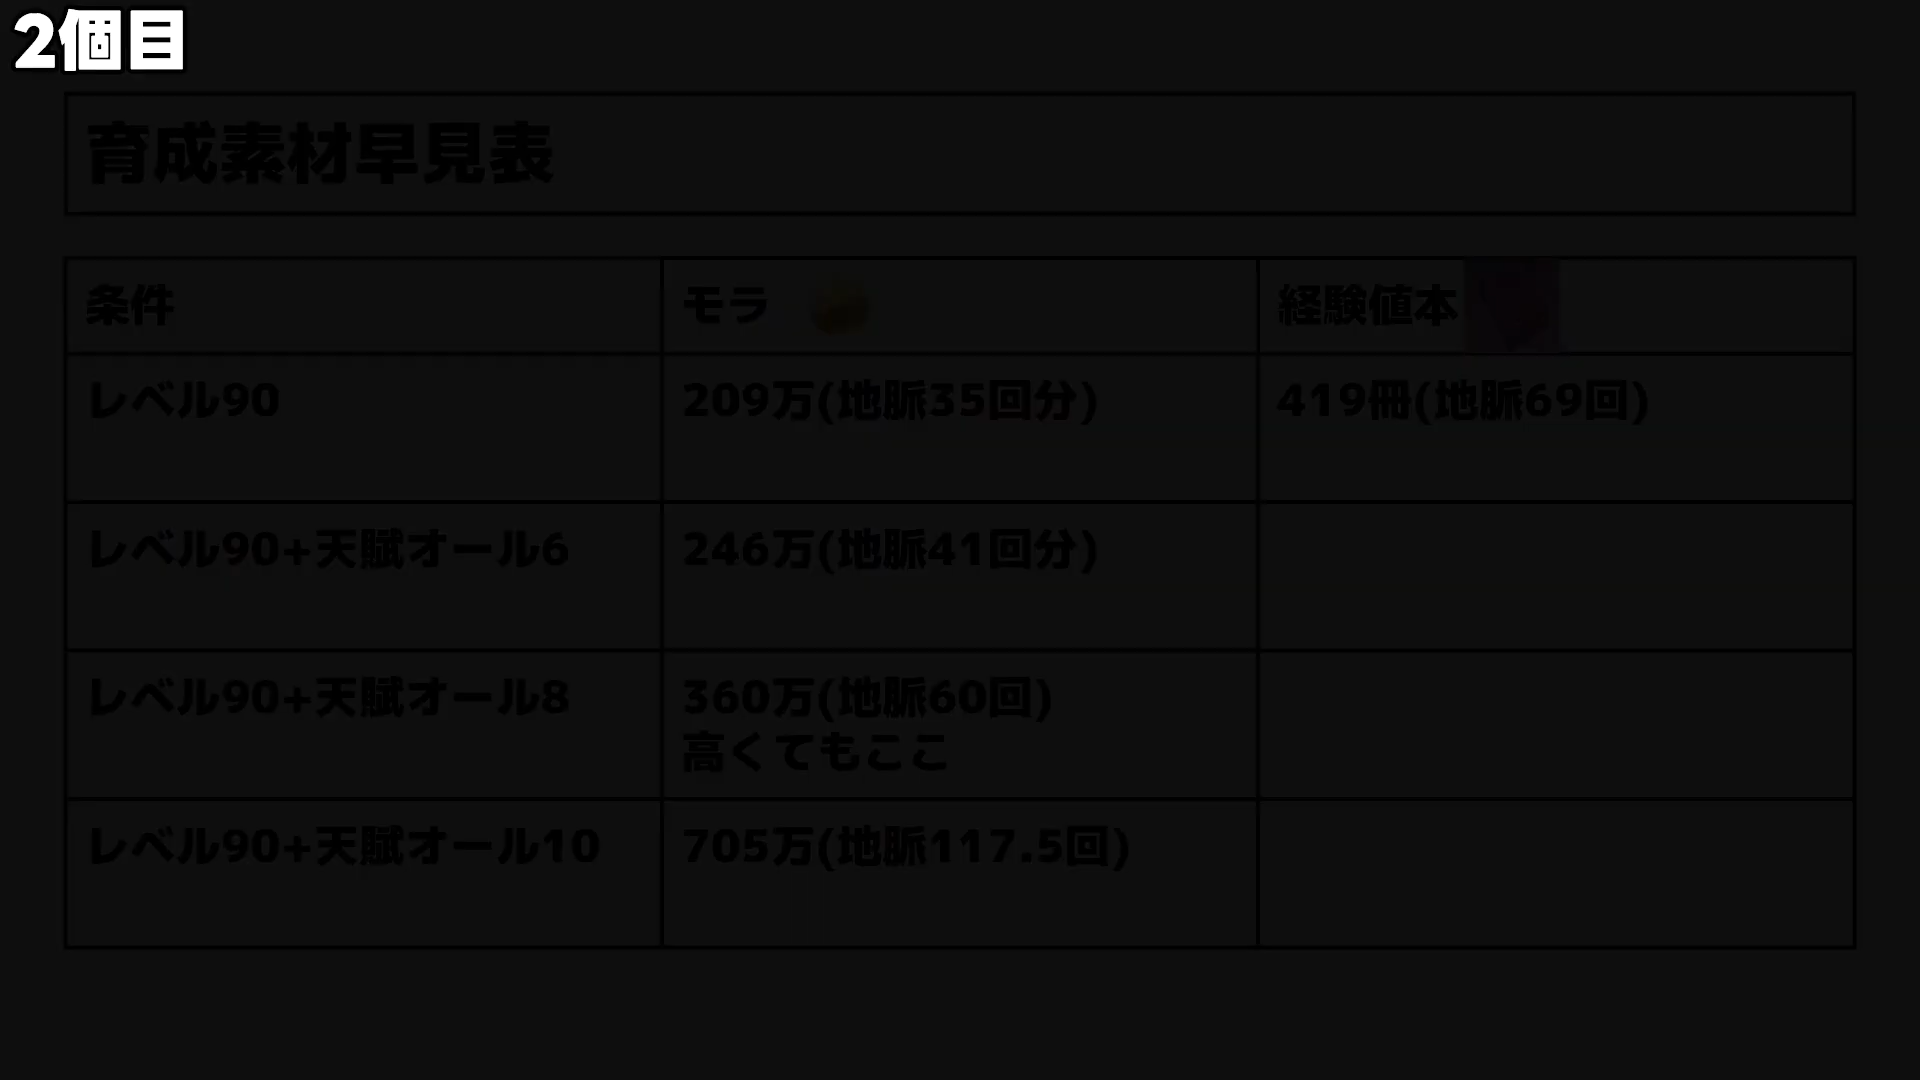 2個目
育成素材早見表
条件 モラ 経験値本
レベル90 209万(地脈35回分) 419冊(地脈69回)
レベル90+天賦オール6 246万(地脈41回分)
レベル90+天賦オール8 360万(地脈60回)
高くてもここ
レベル90+天賦オール10 705万(地脈117.5回)